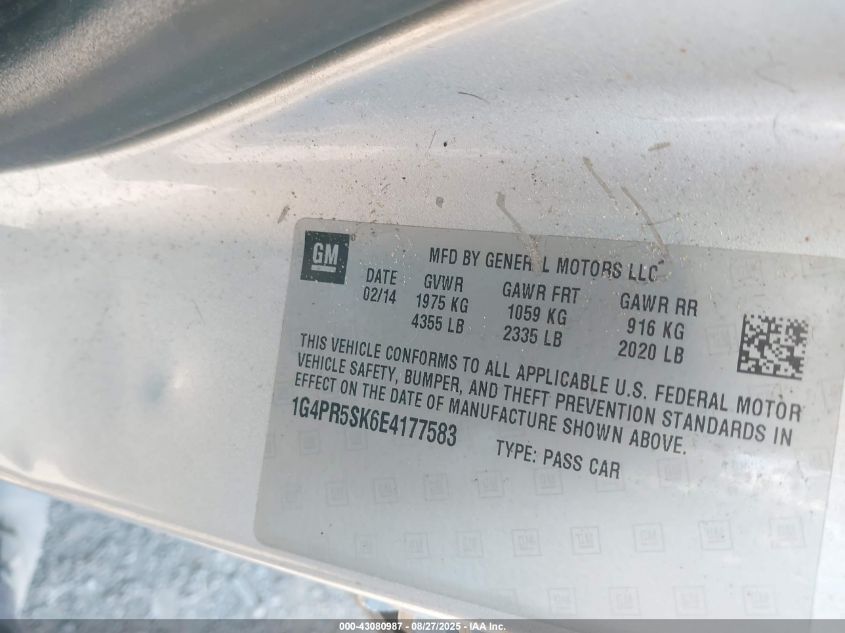 GM
MFD BY GENERAL MOTORS LLC
DATE GVWR GAWR FRT GAWR RR
02/14 1975 KG 1059 KG 916 KG
4355 LB 2335 LB 2020 LB
THIS VEHICLE CONFORMS TO ALL APPLICABLE U.S. FEDERAL MOTOR
VEHICLE SAFETY, BUMPER, AND THEFT PREVENTION STANDARDS IN
EFFECT ON THE DATE OF MANUFACTURE SHOWN ABOVE.
1G4PR5SK6E4177583 TYPE: PASS CAR
000-43080987 - 08/27/2025 - IAA Inc.